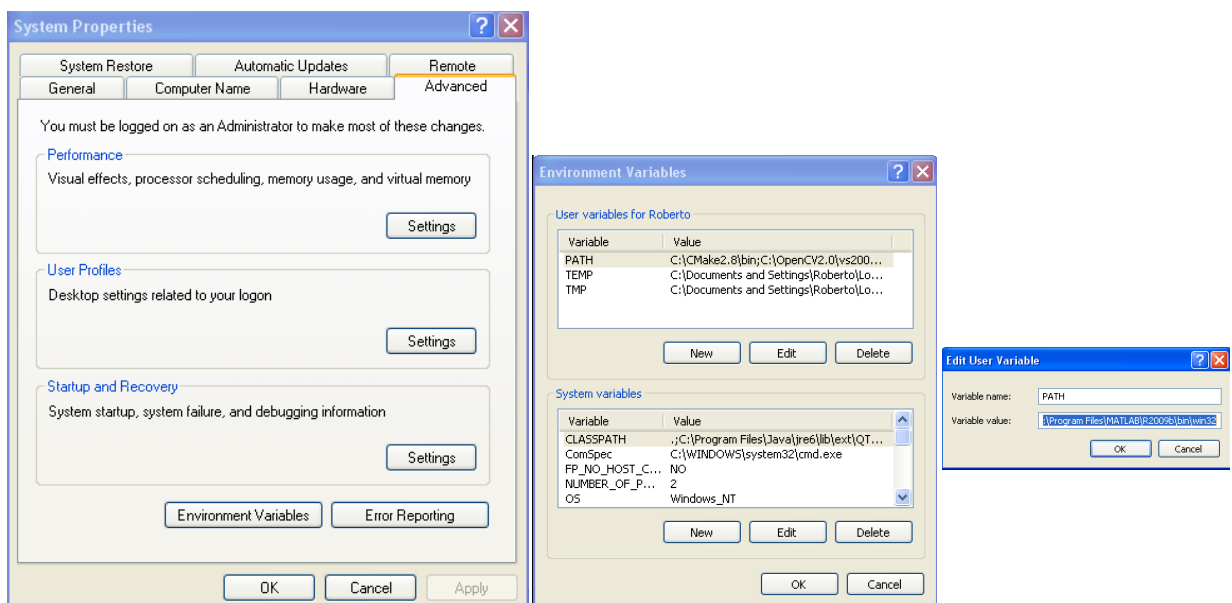 System Properties
System Restore Automatic Updates Remote
General Computer Name Hardware Advanced
You must be logged on as an Administrator to make most of these changes.
Performance
Visual effects, processor scheduling, memory usage, and virtual memory
Settings
User Profiles
Desktop settings related to your logon
Settings
Startup and Recovery
System startup, system failure, and debugging information
Settings
Environment Variables Error Reporting
OK Cancel Apply
Environment Variables
User variables for Roberto
Variable Value
PATH C:\CMake2.8\bin;C:\OpenCV2.0\vs200...
TEMP C:\Documents and Settings\Roberto\Lo...
TMP C:\Documents and Settings\Roberto\Lo...
New Edit Delete
System variables
Variable Value
CLASSPATH .;C:\Program Files\Java\jre6\lib\ext\QT...
ComSpec C:\WINDOWS\system32\cmd.exe
FP_NO_HOST_C... NO
NUMBER_OF_P... 2
OS Windows_NT
New Edit Delete
OK Cancel
Edit User Variable
Variable name: PATH
Variable value: :\Program Files\MATLAB\R2009b\bin\win32
OK Cancel